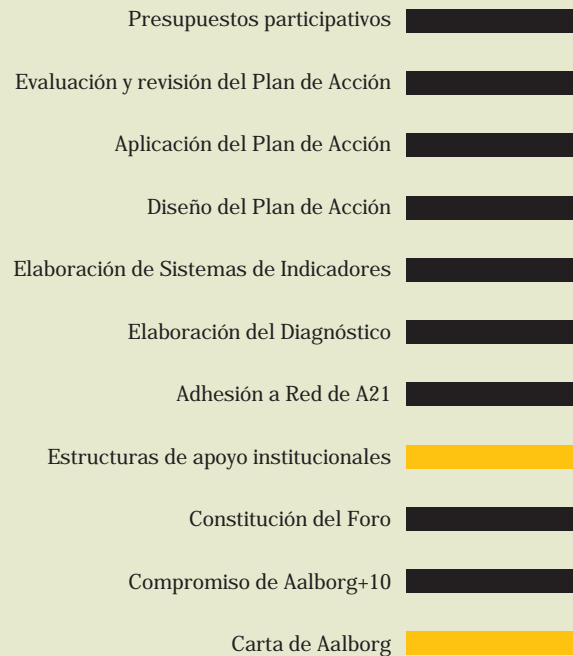 Presupuestos participativos
Evaluación y revisión del Plan de Acción
Aplicación del Plan de Acción
Diseño del Plan de Acción
Elaboración de Sistemas de Indicadores
Elaboración del Diagnóstico
Adhesión a Red de A21
Estructuras de apoyo institucionales
Constitución del Foro
Compromiso de Aalborg+10
Carta de Aalborg